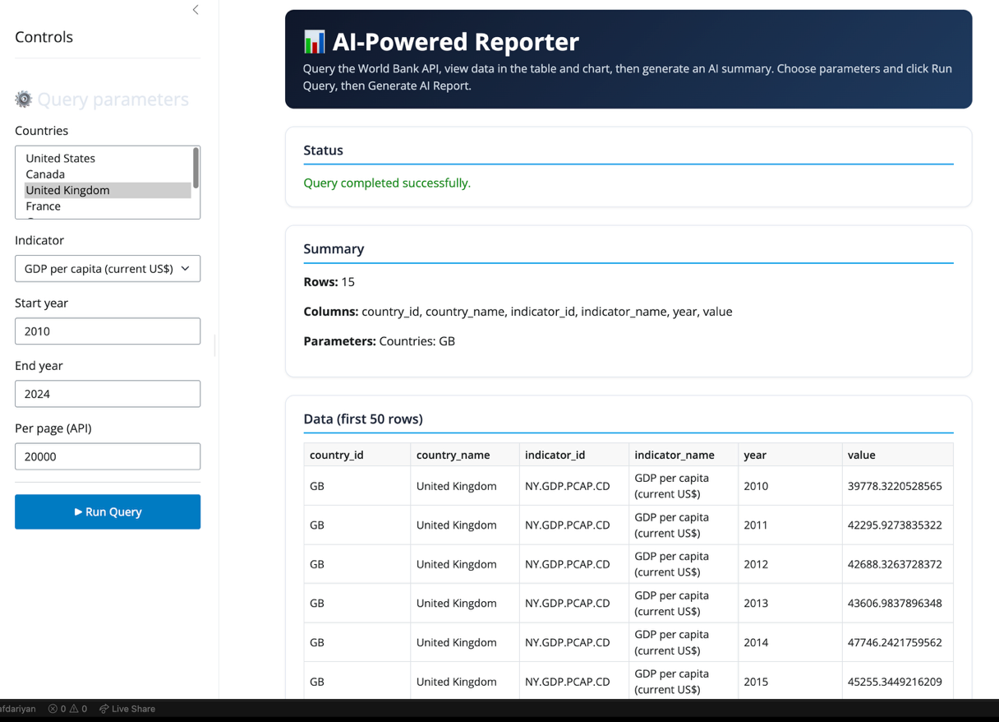 Controls
Query parameters
Countries
United States
Canada
United Kingdom
France
Indicator
GDP per capita (current US$)
Start year
2010
End year
2024
Per page (API)
20000
▶ Run Query
AI-Powered Reporter
Query the World Bank API, view data in the table and chart, then generate an AI summary. Choose parameters and click Run
Query, then Generate AI Report.
Status
Query completed successfully.
Summary
Rows: 15
Columns: country_id, country_name, indicator_id, indicator_name, year, value
Parameters: Countries: GB
Data (first 50 rows)
country_id country_name indicator_id indicator_name year value
GB United Kingdom NY.GDP.PCAP.CD GDP per capita (current US$) 2010 39778.3220528565
GB United Kingdom NY.GDP.PCAP.CD GDP per capita (current US$) 2011 42295.9273835322
GB United Kingdom NY.GDP.PCAP.CD GDP per capita (current US$) 2012 42688.3263728372
GB United Kingdom NY.GDP.PCAP.CD GDP per capita (current US$) 2013 43606.9837896348
GB United Kingdom NY.GDP.PCAP.CD GDP per capita (current US$) 2014 47746.2421759562
GB United Kingdom NY.GDP.PCAP.CD GDP per capita (current US$) 2015 45255.3449216209
afdariyan 0 0 Live Share